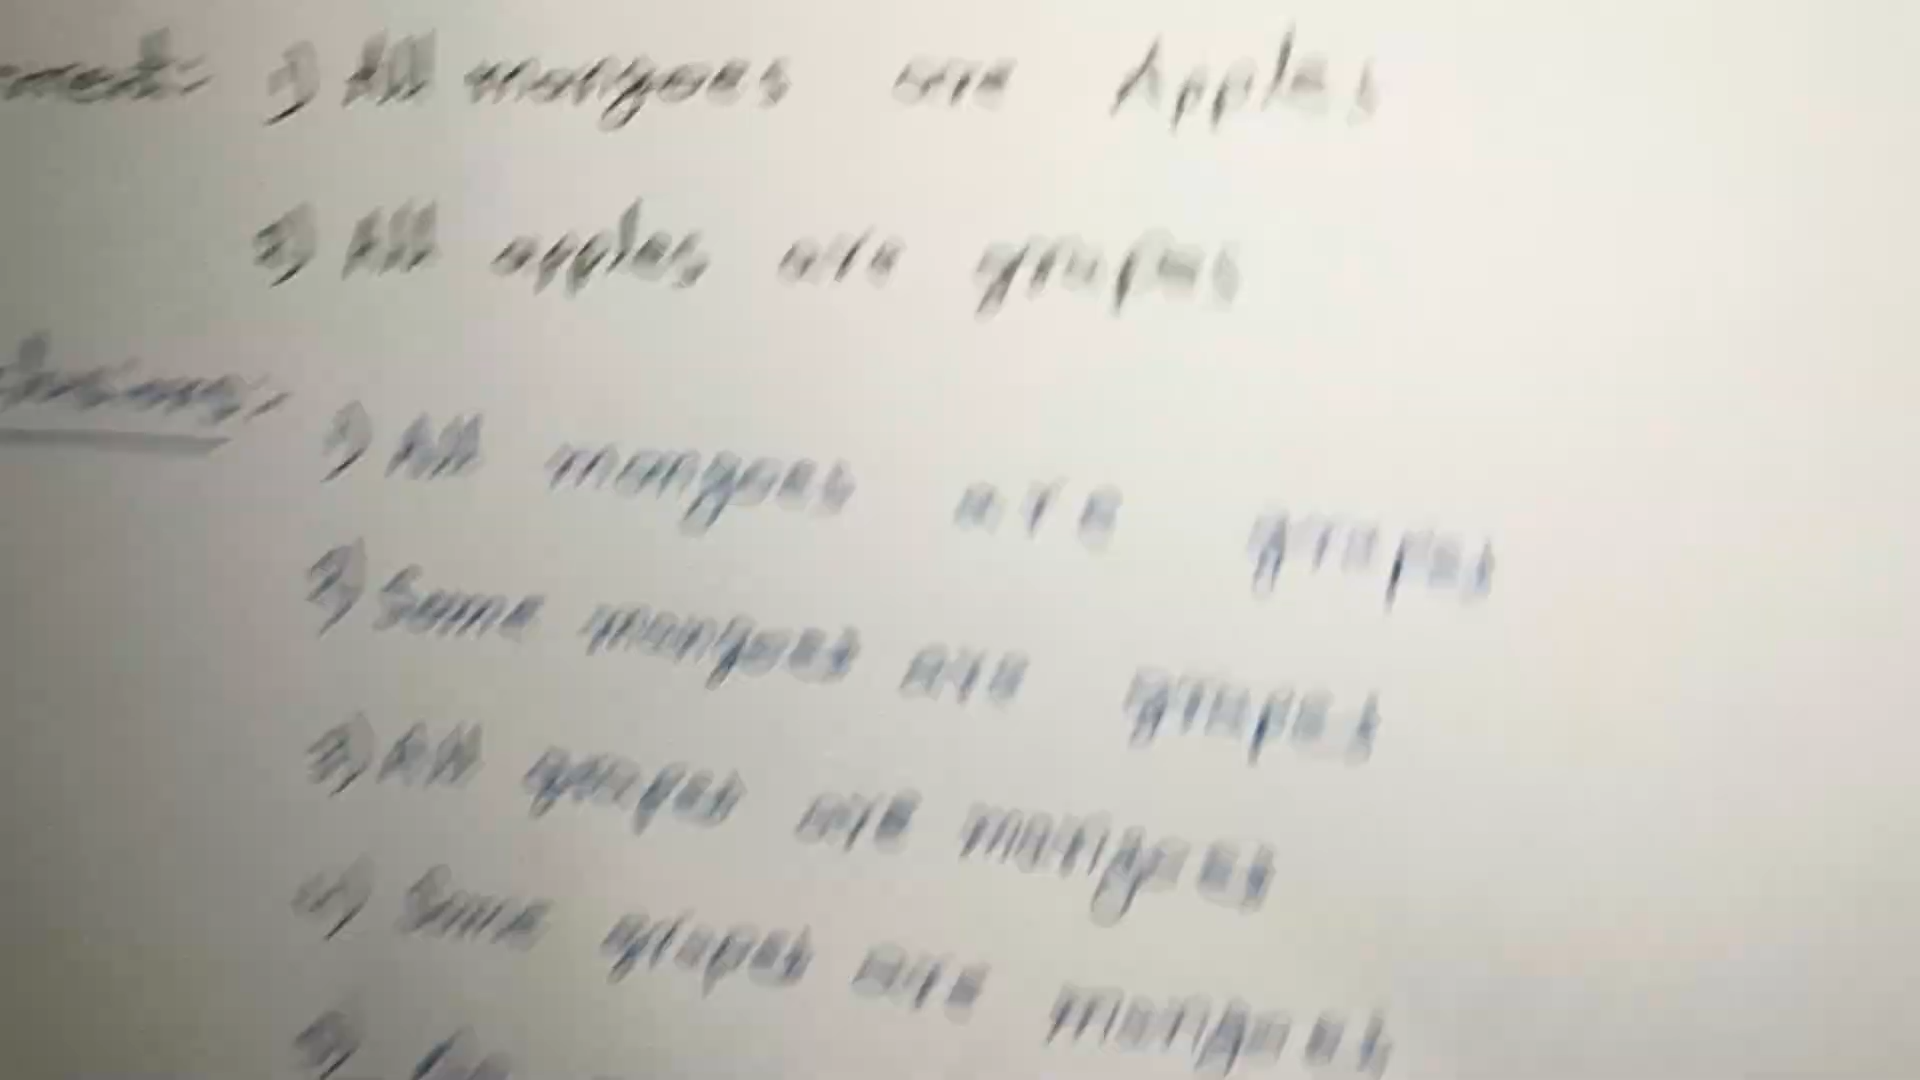 1) All mangoes are Apples
2) All apples are grapes
1) All mangoes are grapes
2) Some mangoes are grapes
3) All grapes are mangoes
4) Some grapes are mangoes
5)